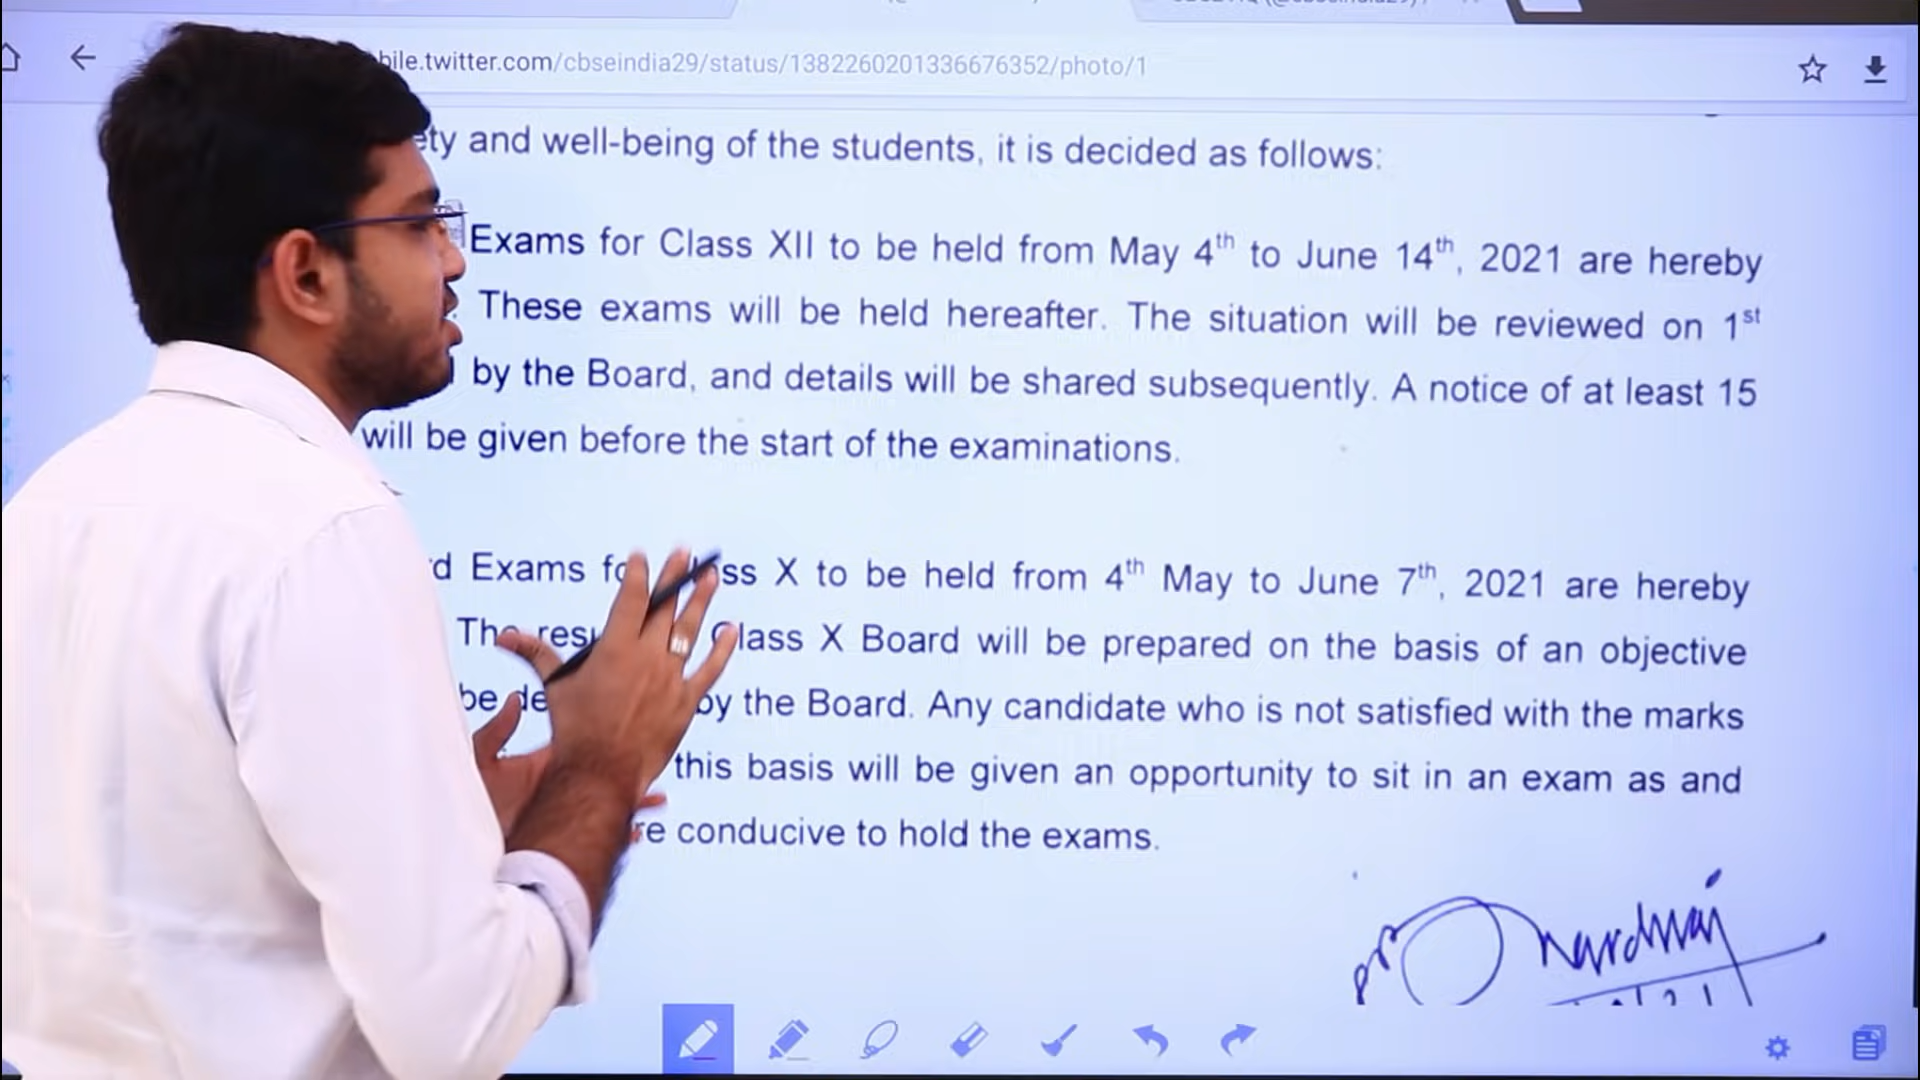 bile.twitter.com/cbseindia29/status/1382260201336676352/photo/1
ety and well-being of the students, it is decided as follows:
Exams for Class XII to be held from May 4th to June 14th, 2021 are hereby
These exams will be held hereafter. The situation will be reviewed on 1st
by the Board, and details will be shared subsequently. A notice of at least 15
will be given before the start of the examinations.
d Exams fo ss X to be held from 4th May to June 7th, 2021 are hereby
The resu Class X Board will be prepared on the basis of an objective
be de by the Board. Any candidate who is not satisfied with the marks
this basis will be given an opportunity to sit in an exam as and
re conducive to hold the exams.